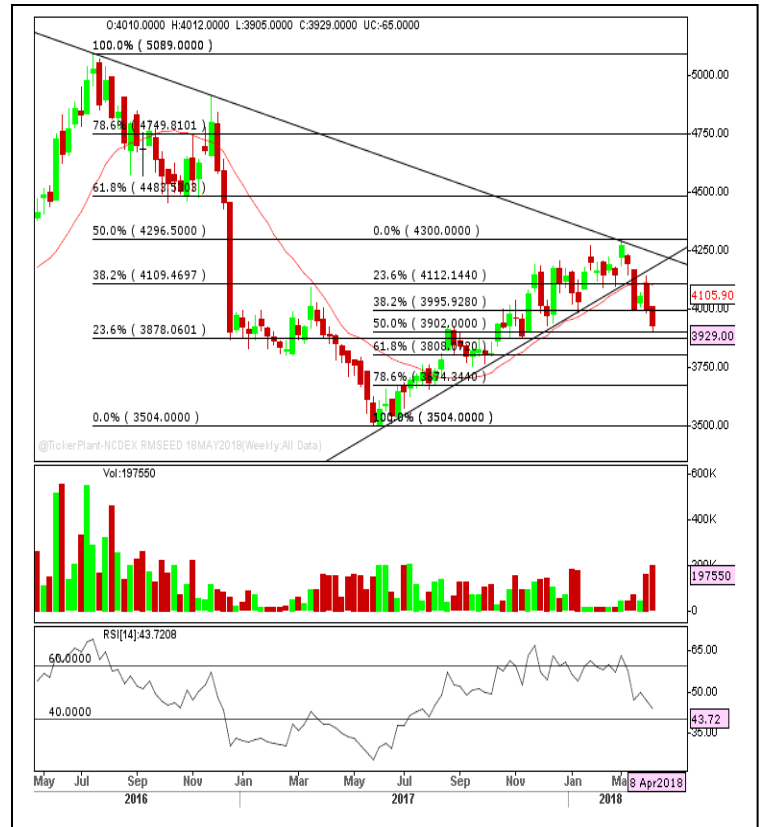 O:4010.0000 H:4012.0000 L:3905.0000 C:3929.0000 UC:-65.0000
100.0% ( 5089.0000 )
5000.00
78.6% ( 4749.8101 )
4750.00
61.8% ( 4483.5303 )
4500.00
50.0% ( 4296.5000 ) 0.0% ( 4300.0000 )
4250.00
38.2% ( 4109.4697 ) 23.6% ( 4112.1440 )
4105.90
38.2% ( 3995.9280 )
4000.00
23.6% ( 3878.0601 ) 50.0% ( 3902.0000 )
3929.00
61.8% ( 3808.0720 )
3750.00
78.6% ( 3674.3440 )
0.0% ( 3504.0000 ) 100.0% ( 3504.0000 )
3500.00
@TickerPlant-NCDEX RMSEED 18MAY2018(Weekly:All Data)
Vol:197550
600K
400K
200K
197550
0
RSI[14]:43.7208
60.0000
65.00
50.00
40.0000
43.72
35.00
May Jul Sep Nov Jan Mar May Jul Sep Nov Jan Ma 8 Apr2018
2016 2017 2018